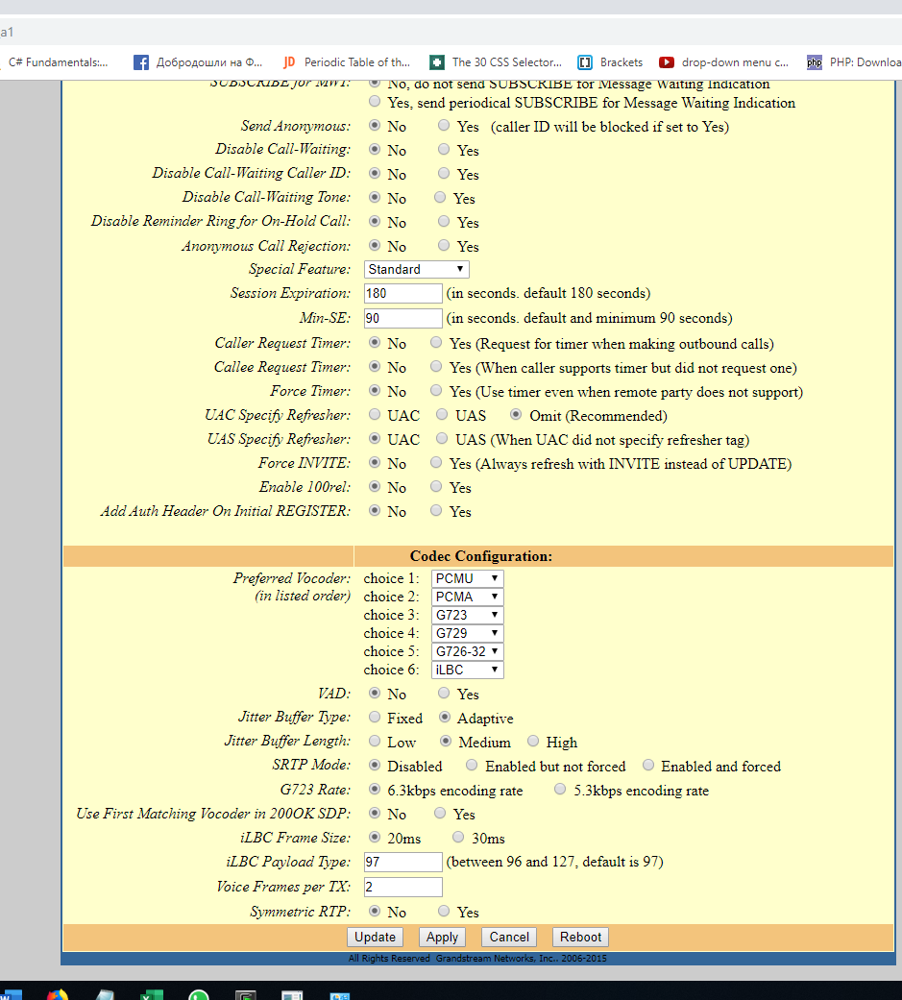 a1
C# Fundamentals:... Добродошли на Ф... JD Periodic Table of th... The 30 CSS Selector... Brackets drop-down menu c... php PHP: Downloa
SUBSCRIBE for MWI: No, do not send SUBSCRIBE for Message Waiting Indication
Yes, send periodical SUBSCRIBE for Message Waiting Indication
Send Anonymous: No Yes (caller ID will be blocked if set to Yes)
Disable Call-Waiting: No Yes
Disable Call-Waiting Caller ID: No Yes
Disable Call-Waiting Tone: No Yes
Disable Reminder Ring for On-Hold Call: No Yes
Anonymous Call Rejection: No Yes
Special Feature: Standard
Session Expiration: 180 (in seconds. default 180 seconds)
Min-SE: 90 (in seconds. default and minimum 90 seconds)
Caller Request Timer: No Yes (Request for timer when making outbound calls)
Callee Request Timer: No Yes (When caller supports timer but did not request one)
Force Timer: No Yes (Use timer even when remote party does not support)
UAC Specify Refresher: UAC UAS Omit (Recommended)
UAS Specify Refresher: UAC UAS (When UAC did not specify refresher tag)
Force INVITE: No Yes (Always refresh with INVITE instead of UPDATE)
Enable 100rel: No Yes
Add Auth Header On Initial REGISTER: No Yes
Codec Configuration:
Preferred Vocoder: choice 1: PCMU
(in listed order) choice 2: PCMA
choice 3: G723
choice 4: G729
choice 5: G726-32
choice 6: iLBC
VAD: No Yes
Jitter Buffer Type: Fixed Adaptive
Jitter Buffer Length: Low Medium High
SRTP Mode: Disabled Enabled but not forced Enabled and forced
G723 Rate: 6.3kbps encoding rate 5.3kbps encoding rate
Use First Matching Vocoder in 200OK SDP: No Yes
iLBC Frame Size: 20ms 30ms
iLBC Payload Type: 97 (between 96 and 127, default is 97)
Voice Frames per TX: 2
Symmetric RTP: No Yes
Update Apply Cancel Reboot
All Rights Reserved Grandstream Networks, Inc.. 2006-2015